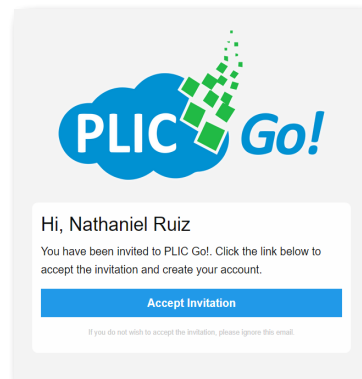 PLIC Go!
Hi, Nathaniel Ruiz
You have been invited to PLIC Go!. Click the link below to
accept the invitation and create your account.
Accept Invitation
If you do not wish to accept the invitation, please ignore this email.